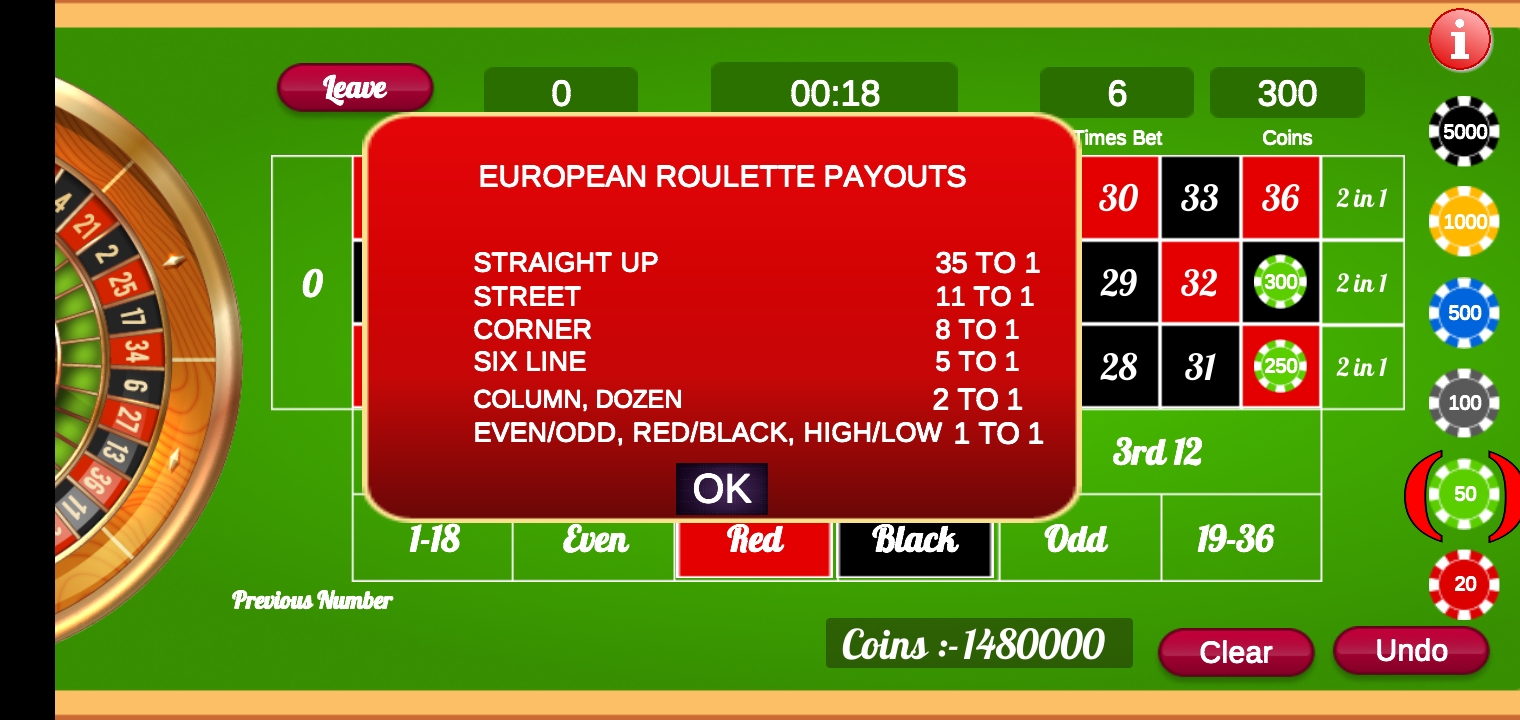 i
Leave
0
00:18
6
300
Times Bet
Coins
5000
EUROPEAN ROULETTE PAYOUTS
30
33
36
2 in 1
1000
STRAIGHT UP 35 TO 1
0
29
32
300
2 in 1
STREET 11 TO 1
500
CORNER 8 TO 1
SIX LINE 5 TO 1
28
31
250
2 in 1
COLUMN, DOZEN 2 TO 1
100
EVEN/ODD, RED/BLACK, HIGH/LOW 1 TO 1
3rd 12
OK
50
1-18
Even
Red
Black
Odd
19-36
20
4
21
2
25
17
34
6
27
13
36
11
Previous Number
Coins :-1480000
Clear
Undo